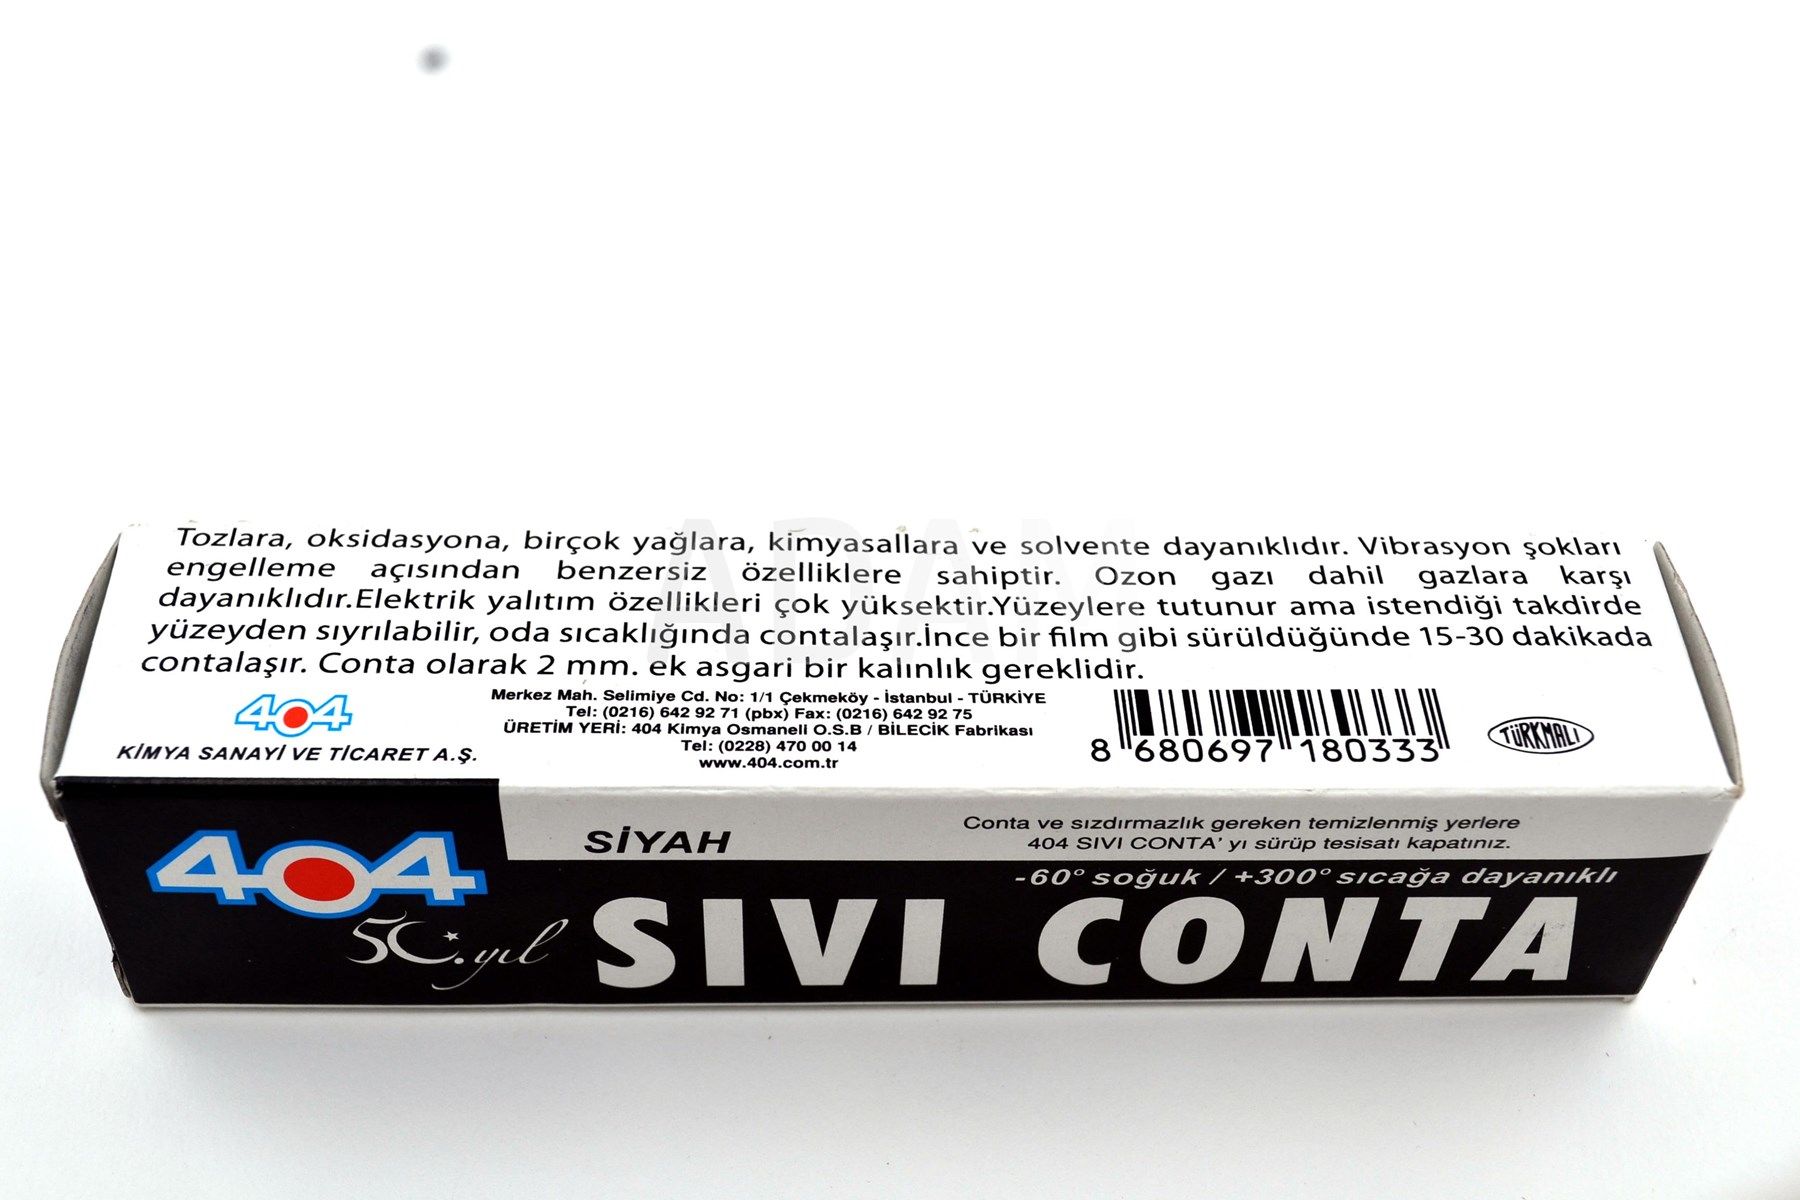 Tozlara, oksidasyona, birçok yağlara, kimyasallara ve solvente dayanıklıdır. Vibrasyon şokları
engelleme açısından benzersiz özelliklere sahiptir. Ozon gazı dahil gazlara karşı
dayanıklıdır.Elektrik yalıtım özellikleri çok yüksektir.Yüzeylere tutunur ama istendiği takdirde
yüzeyden sıyrılabilir, oda sıcaklığında contalaşır.İnce bir film gibi sürüldüğünde 15-30 dakikada
contalaşır. Conta olarak 2 mm. ek asgari bir kalınlık gereklidir.
404
KİMYA SANAYİ VE TİCARET A.Ş.
Merkez Mah. Selimiye Cd. No: 1/1 Çekmeköy - İstanbul - TÜRKİYE
Tel: (0216) 642 92 71 (pbx) Fax: (0216) 642 92 75
ÜRETİM YERİ: 404 Kimya Osmaneli O.S.B / BİLECİK Fabrikası
Tel: (0228) 470 00 14
www.404.com.tr
8 680697 180333
TÜRKMALI
404
50.yıl
SİYAH
Conta ve sızdırmazlık gereken temizlenmiş yerlere
404 SIVI CONTA' yı sürüp tesisatı kapatınız.
-60° soğuk / +300° sıcağa dayanıklı
SIVI CONTA
ADAM